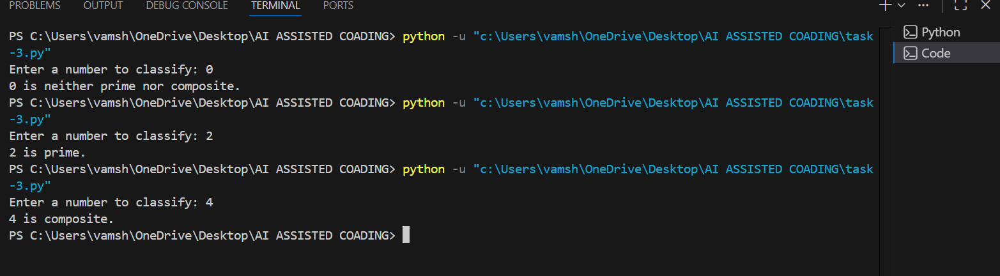 PROBLEMS OUTPUT DEBUG CONSOLE TERMINAL PORTS
PS C:\Users\vamsh\OneDrive\Desktop\AI ASSISTED COADING> python -u "c:\Users\vamsh\OneDrive\Desktop\AI ASSISTED COADING\task
-3.py"
Enter a number to classify: 0
0 is neither prime nor composite.
PS C:\Users\vamsh\OneDrive\Desktop\AI ASSISTED COADING> python -u "c:\Users\vamsh\OneDrive\Desktop\AI ASSISTED COADING\task
-3.py"
Enter a number to classify: 2
2 is prime.
PS C:\Users\vamsh\OneDrive\Desktop\AI ASSISTED COADING> python -u "c:\Users\vamsh\OneDrive\Desktop\AI ASSISTED COADING\task
-3.py"
Enter a number to classify: 4
4 is composite.
PS C:\Users\vamsh\OneDrive\Desktop\AI ASSISTED COADING>
Python
Code